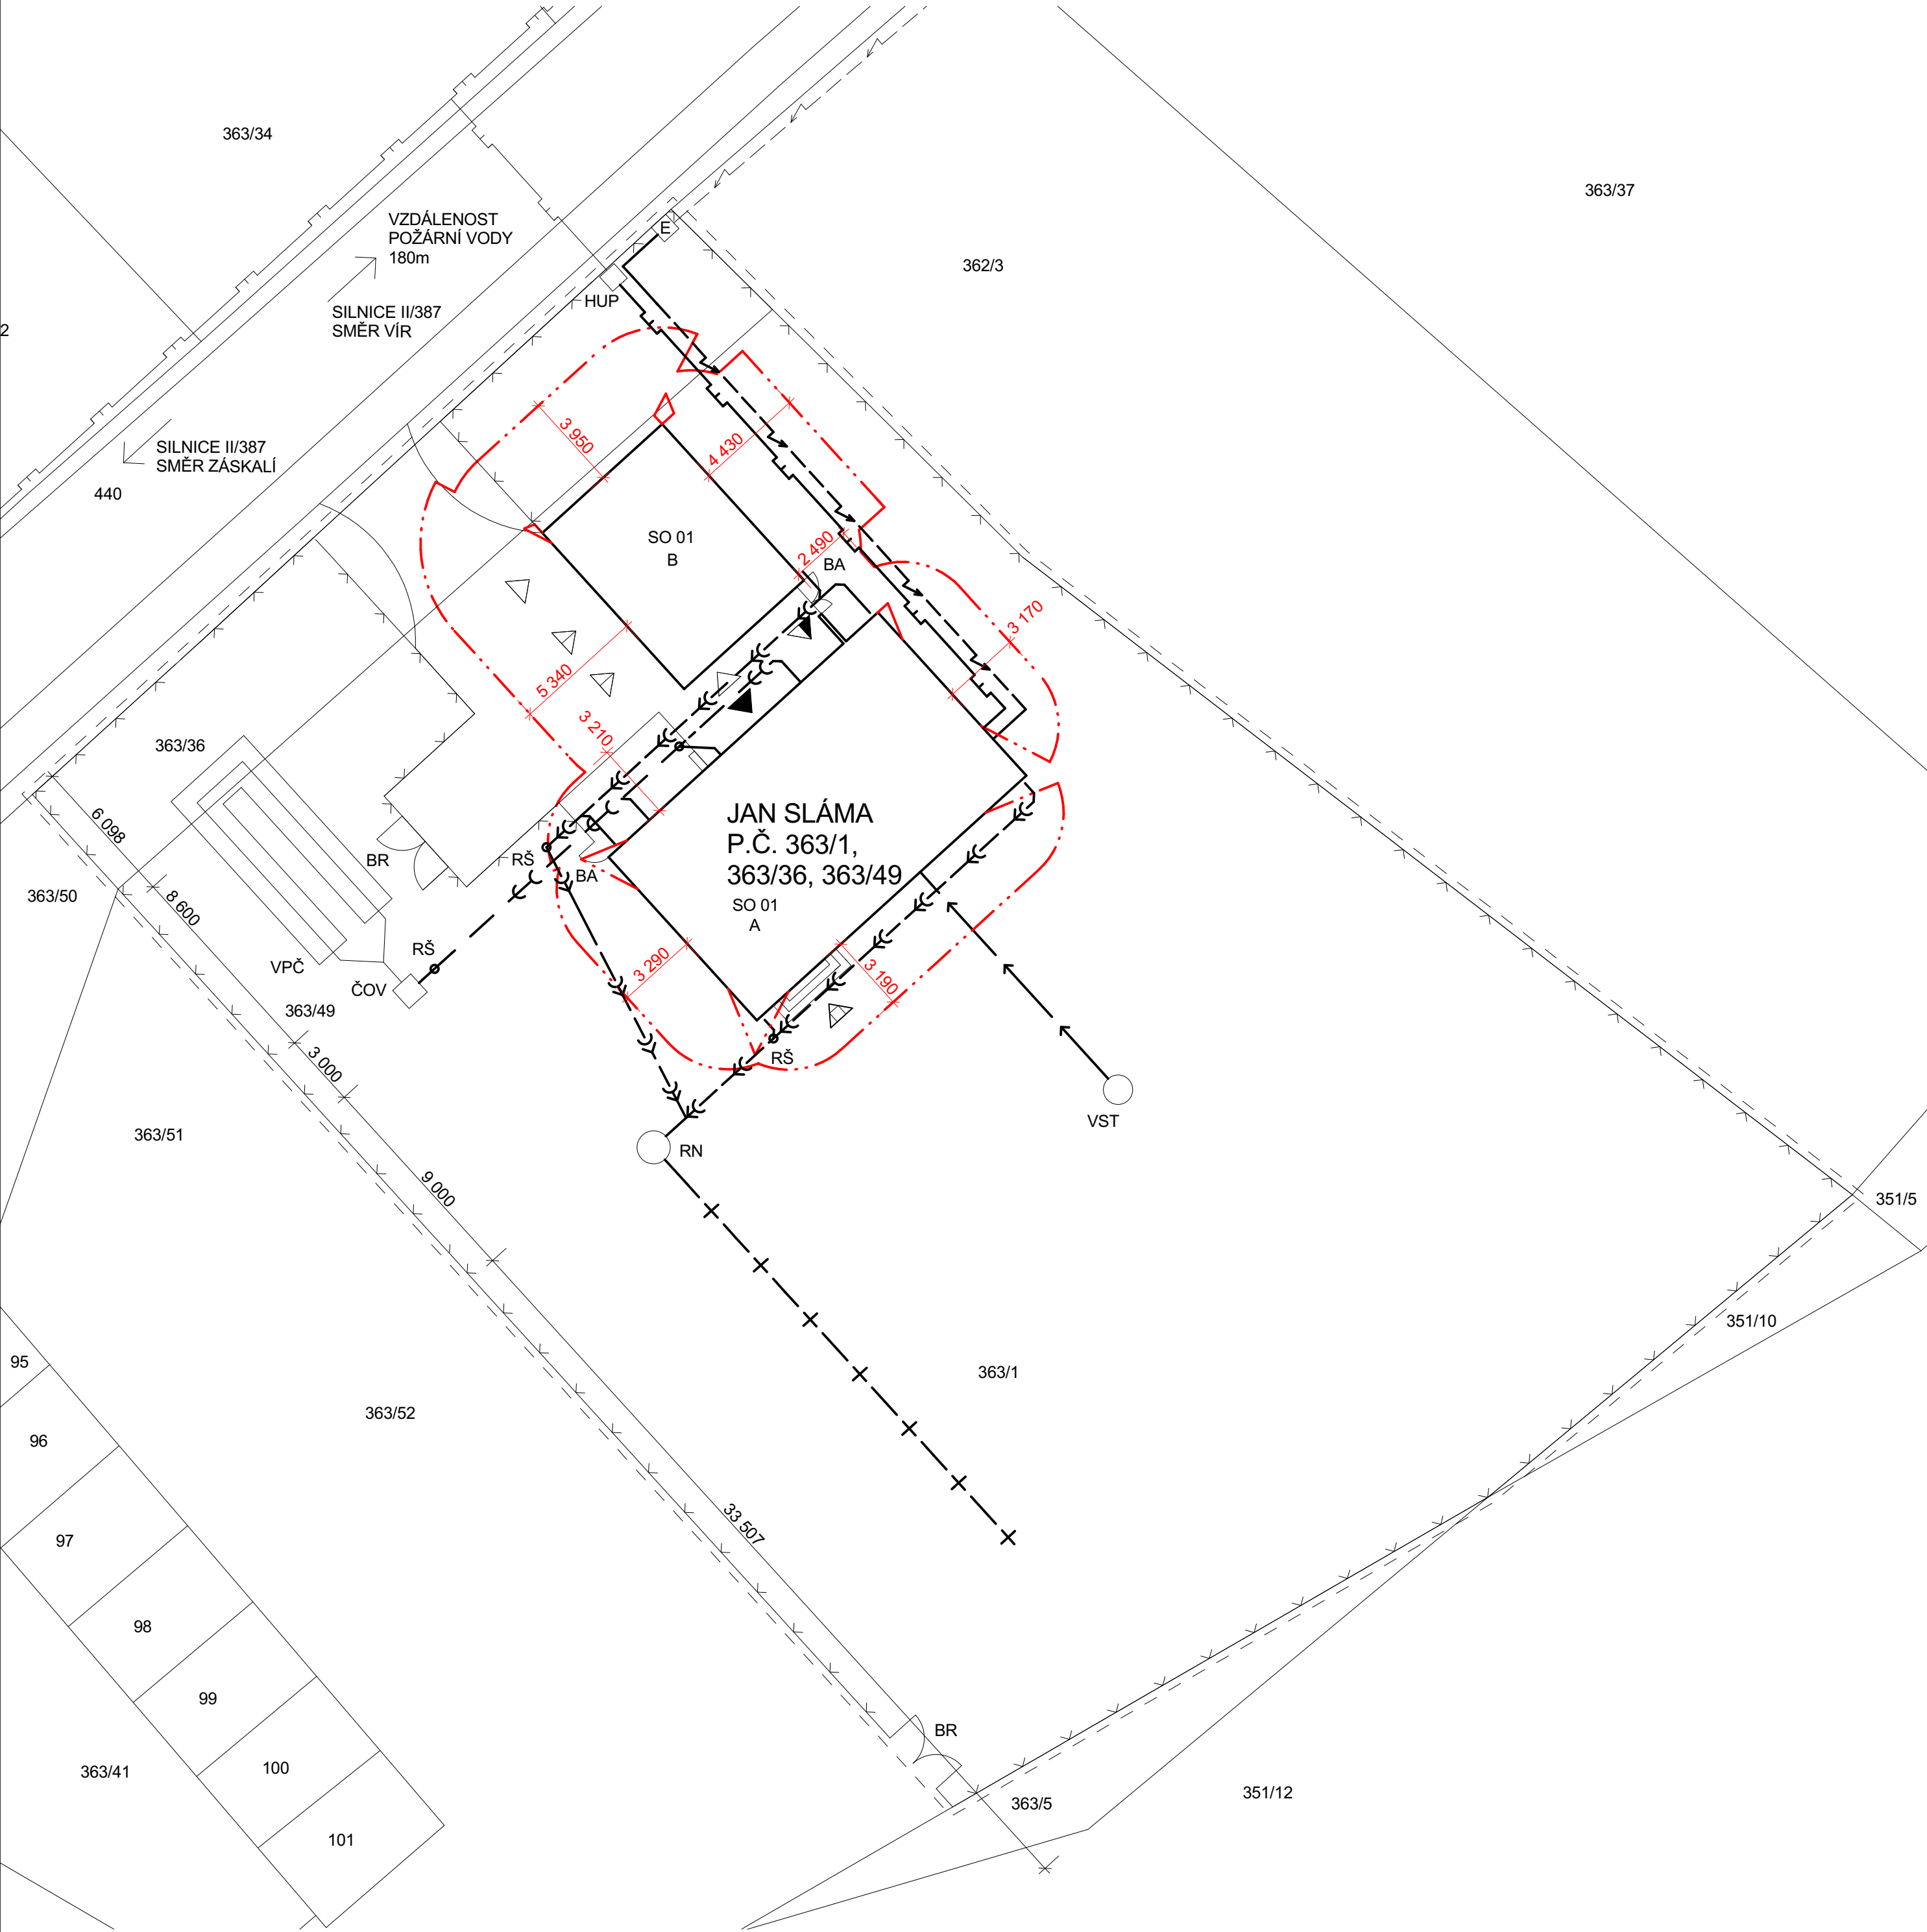 363/34
363/37
VZDÁLENOST
POŽÁRNÍ VODY
180m
E
362/3
HUP
SILNICE II/387
SMĚR VÍR
2
3 950
4 430
SILNICE II/387
SMĚR ZÁSKALÍ
440
SO 01
B
2 490
BA
3 170
5 340
3 210
363/36
6 098
JAN SLÁMA
P.Č. 363/1,
363/36, 363/49
SO 01
A
BR
RŠ
BA
363/50
8 600
RŠ
VPČ
ČOV
3 290
3 190
363/49
3 000
RŠ
VST
363/51
RN
9 000
351/5
351/10
95
363/1
363/52
96
97
33 507
98
99
BR
100
363/41
363/5
351/12
101